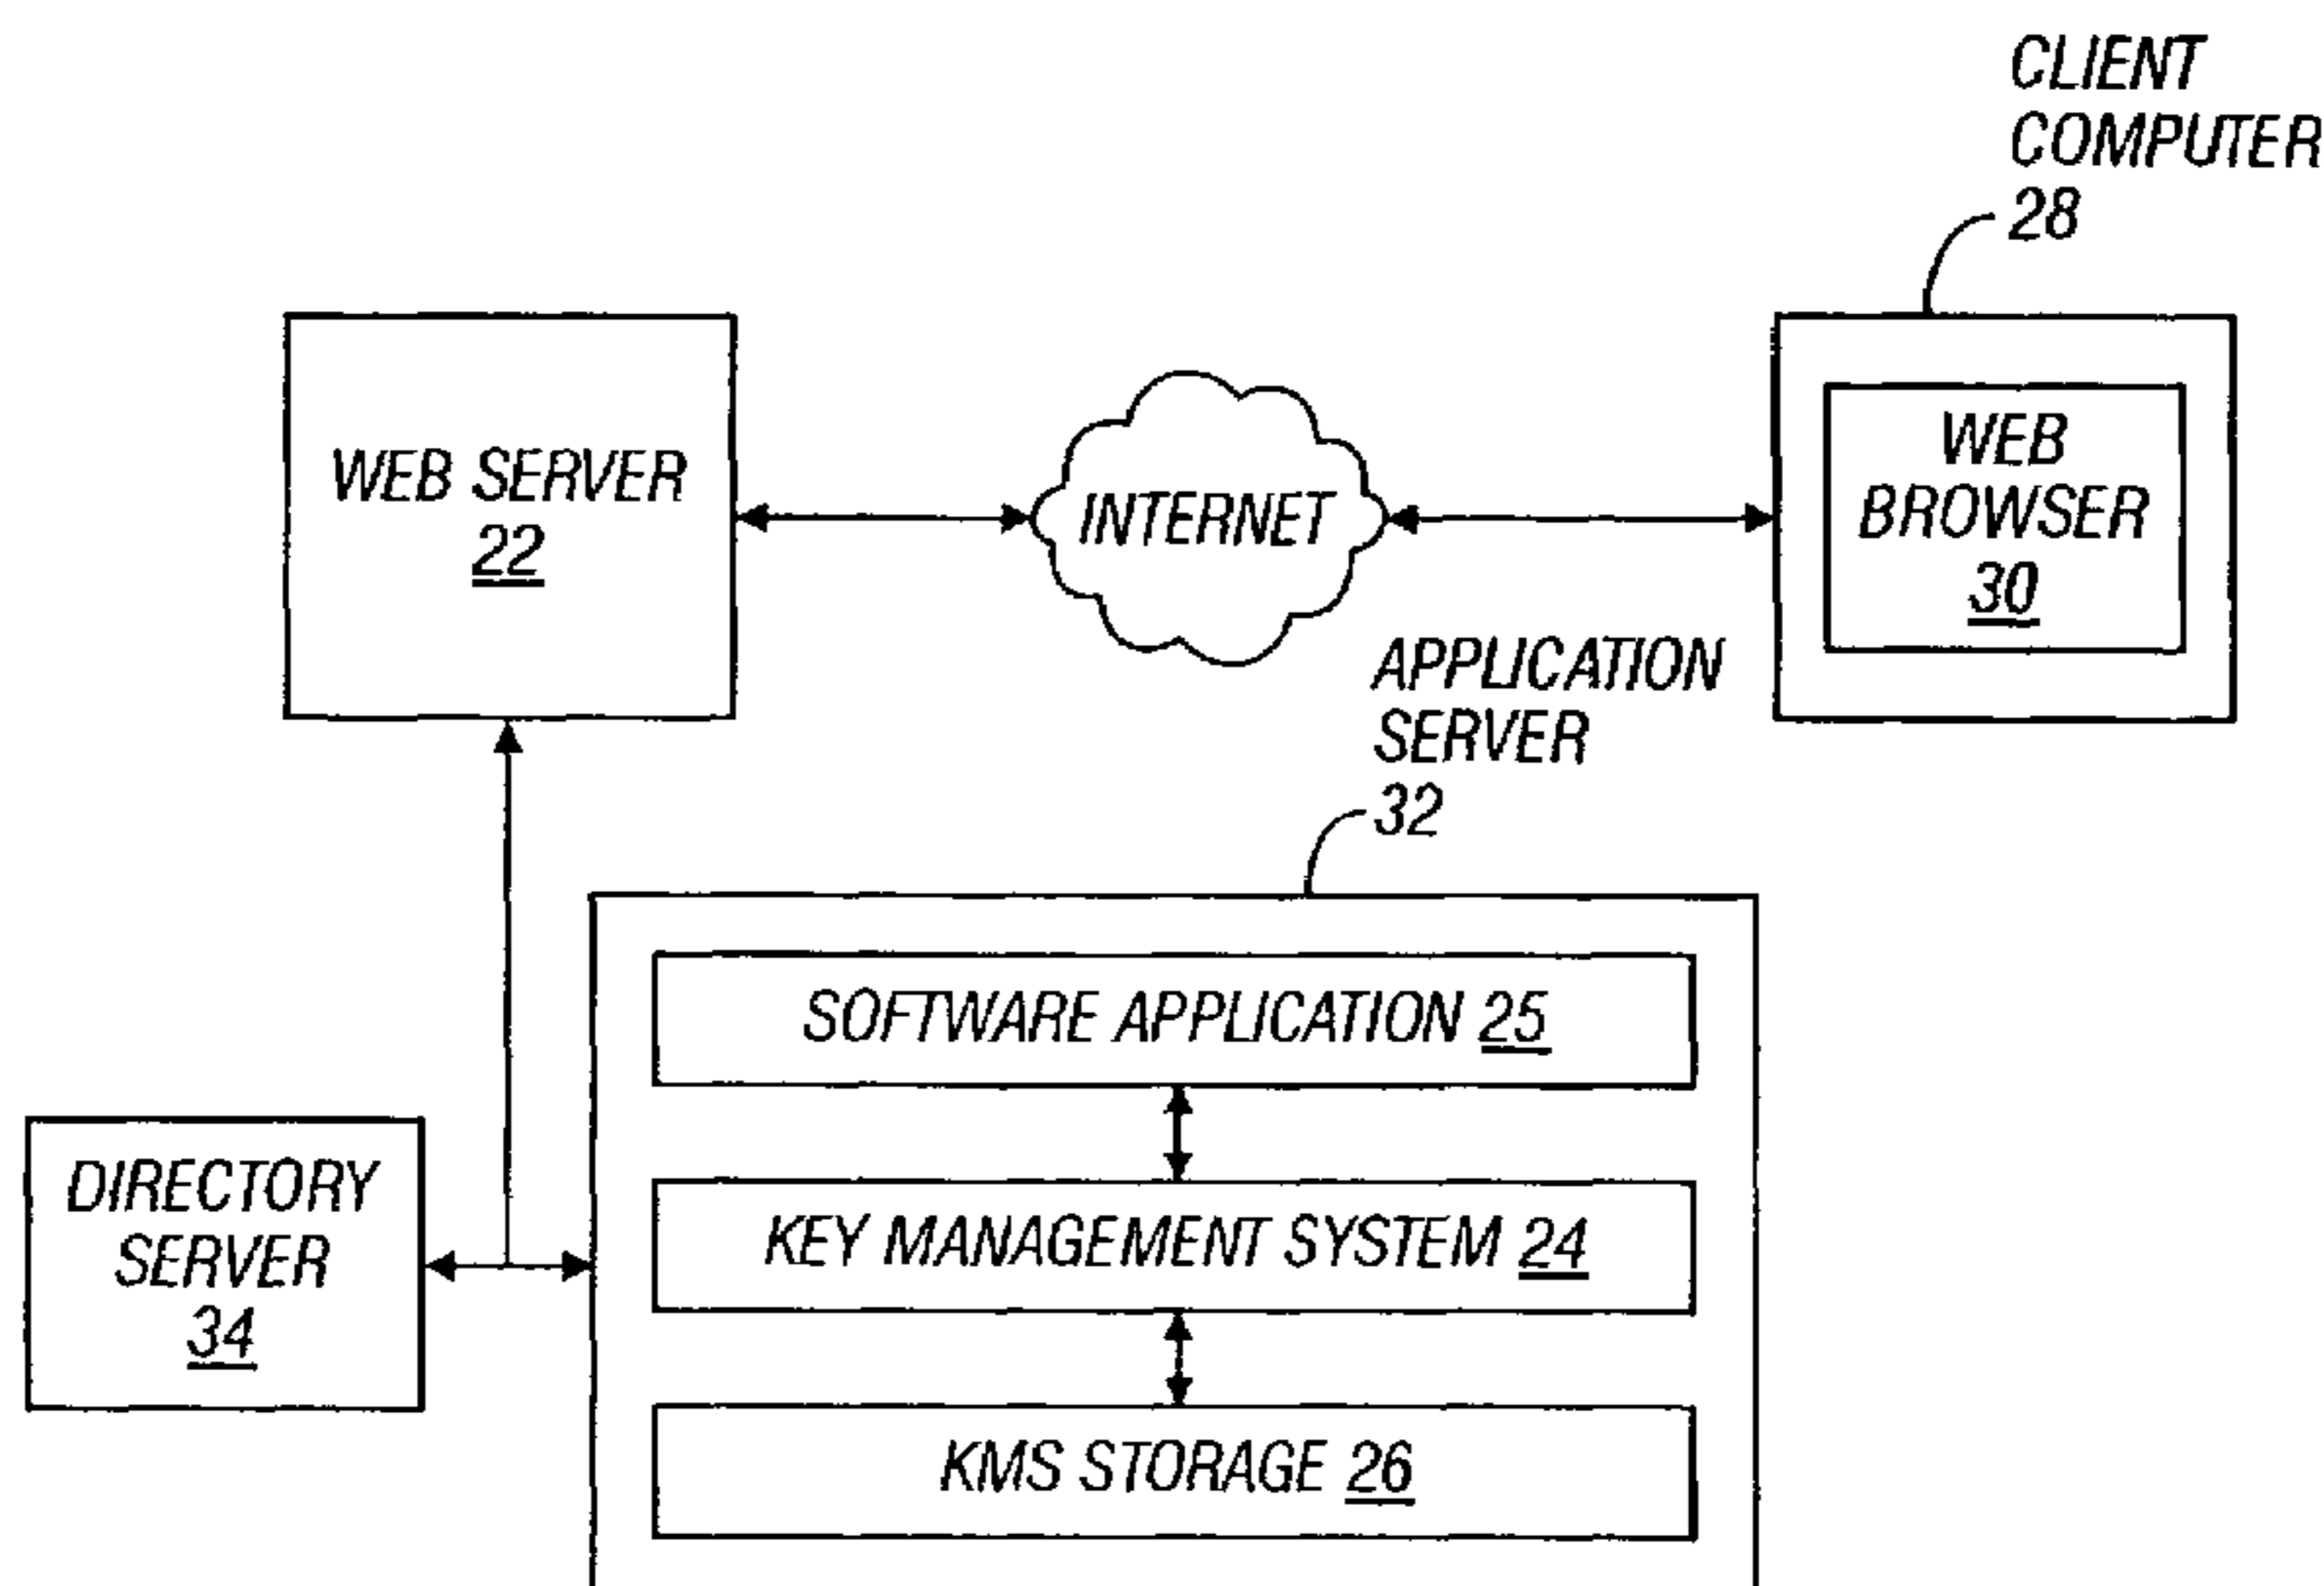 CLIENT
COMPUTER
28
WEB SERVER
22
INTERNET
WEB
BROWSER
30
APPLICATION
SERVER
32
SOFTWARE APPLICATION 25
DIRECTORY
SERVER
34
KEY MANAGEMENT SYSTEM 24
KMS STORAGE 26